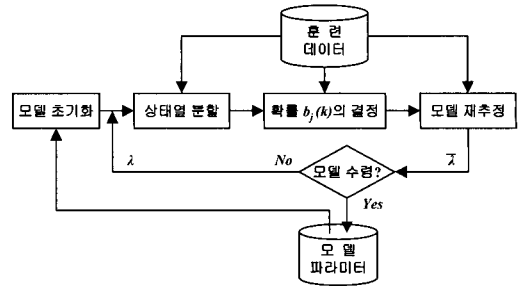 훈 련
데이터
모델 초기화
상태열 분할
확률 b_j(k)의 결정
모델 재추정
λ
No
모델 수령?
λ̅
Yes
모 델
파라미터